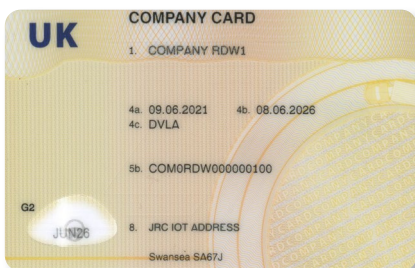 COMPANY CARD
UK
1. COMPANY RDW1
4a. 09.06.2021 4b. 08.06.2026
4c. DVLA
5b. COM0RDW000000100
G2
JUN26
8. JRC IOT ADDRESS
Swansea SA67J